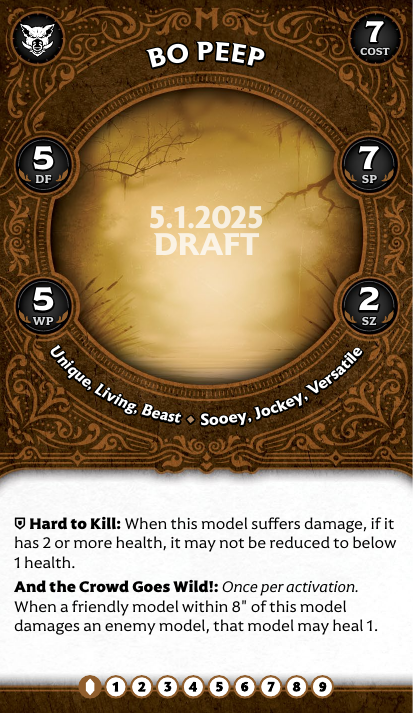 M
BO PEEP
7
COST
5
DF
7
SP
5.1.2025
DRAFT
5
WP
2
SZ
Unique, Living, Beast ◆ Sooey, Jockey, Versatile
Hard to Kill: When this model suffers damage, if it
has 2 or more health, it may not be reduced to below
1 health.
And the Crowd Goes Wild!: Once per activation.
When a friendly model within 8" of this model
damages an enemy model, that model may heal 1.
1 2 3 4 5 6 7 8 9